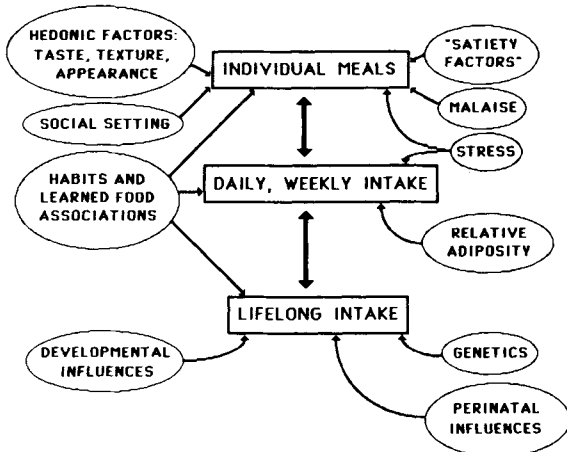 HEDONIC FACTORS:
TASTE, TEXTURE,
APPEARANCE
INDIVIDUAL MEALS
"SATIETY
FACTORS"
MALAISE
SOCIAL SETTING
STRESS
HABITS AND
LEARNED FOOD
ASSOCIATIONS
DAILY, WEEKLY INTAKE
RELATIVE
ADIPOSITY
LIFELONG INTAKE
DEVELOPMENTAL
INFLUENCES
GENETICS
PERINATAL
INFLUENCES